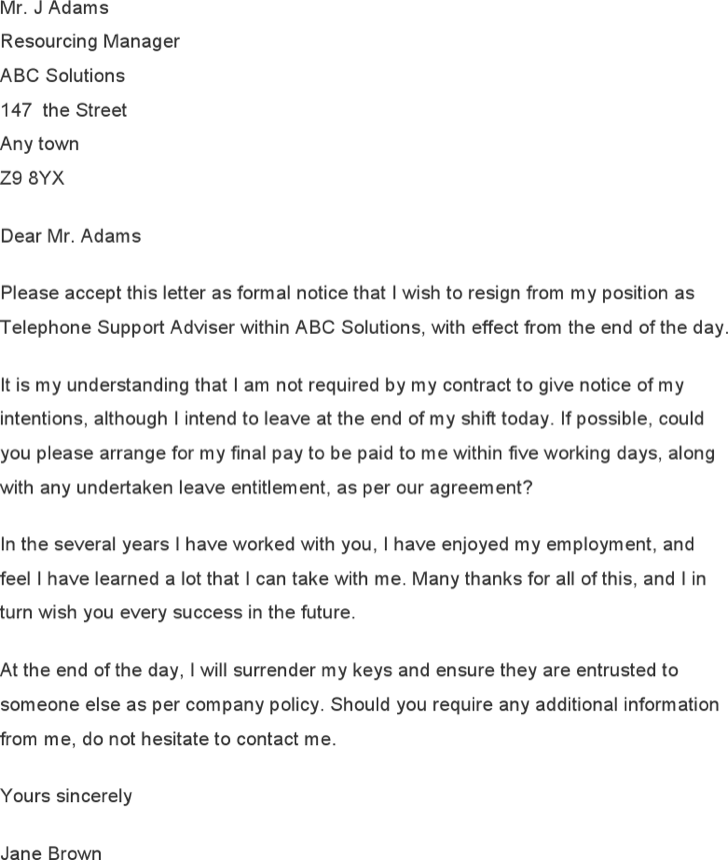 Mr. J Adams
Resourcing Manager
ABC Solutions
147  the Street
Any town
Z9 8YX
Dear Mr. Adams
Please accept this letter as formal notice that I wish to resign from my position as
Telephone Support Adviser within ABC Solutions, with effect from the end of the day.
It is my understanding that I am not required by my contract to give notice of my
intentions, although I intend to leave at the end of my shift today. If possible, could
you please arrange for my final pay to be paid to me within five working days, along
with any undertaken leave entitlement, as per our agreement?
In the several years I have worked with you, I have enjoyed my employment, and
feel I have learned a lot that I can take with me. Many thanks for all of this, and I in
turn wish you every success in the future.
At the end of the day, I will surrender my keys and ensure they are entrusted to
someone else as per company policy. Should you require any additional information
from me, do not hesitate to contact me.
Yours sincerely
Jane Brown